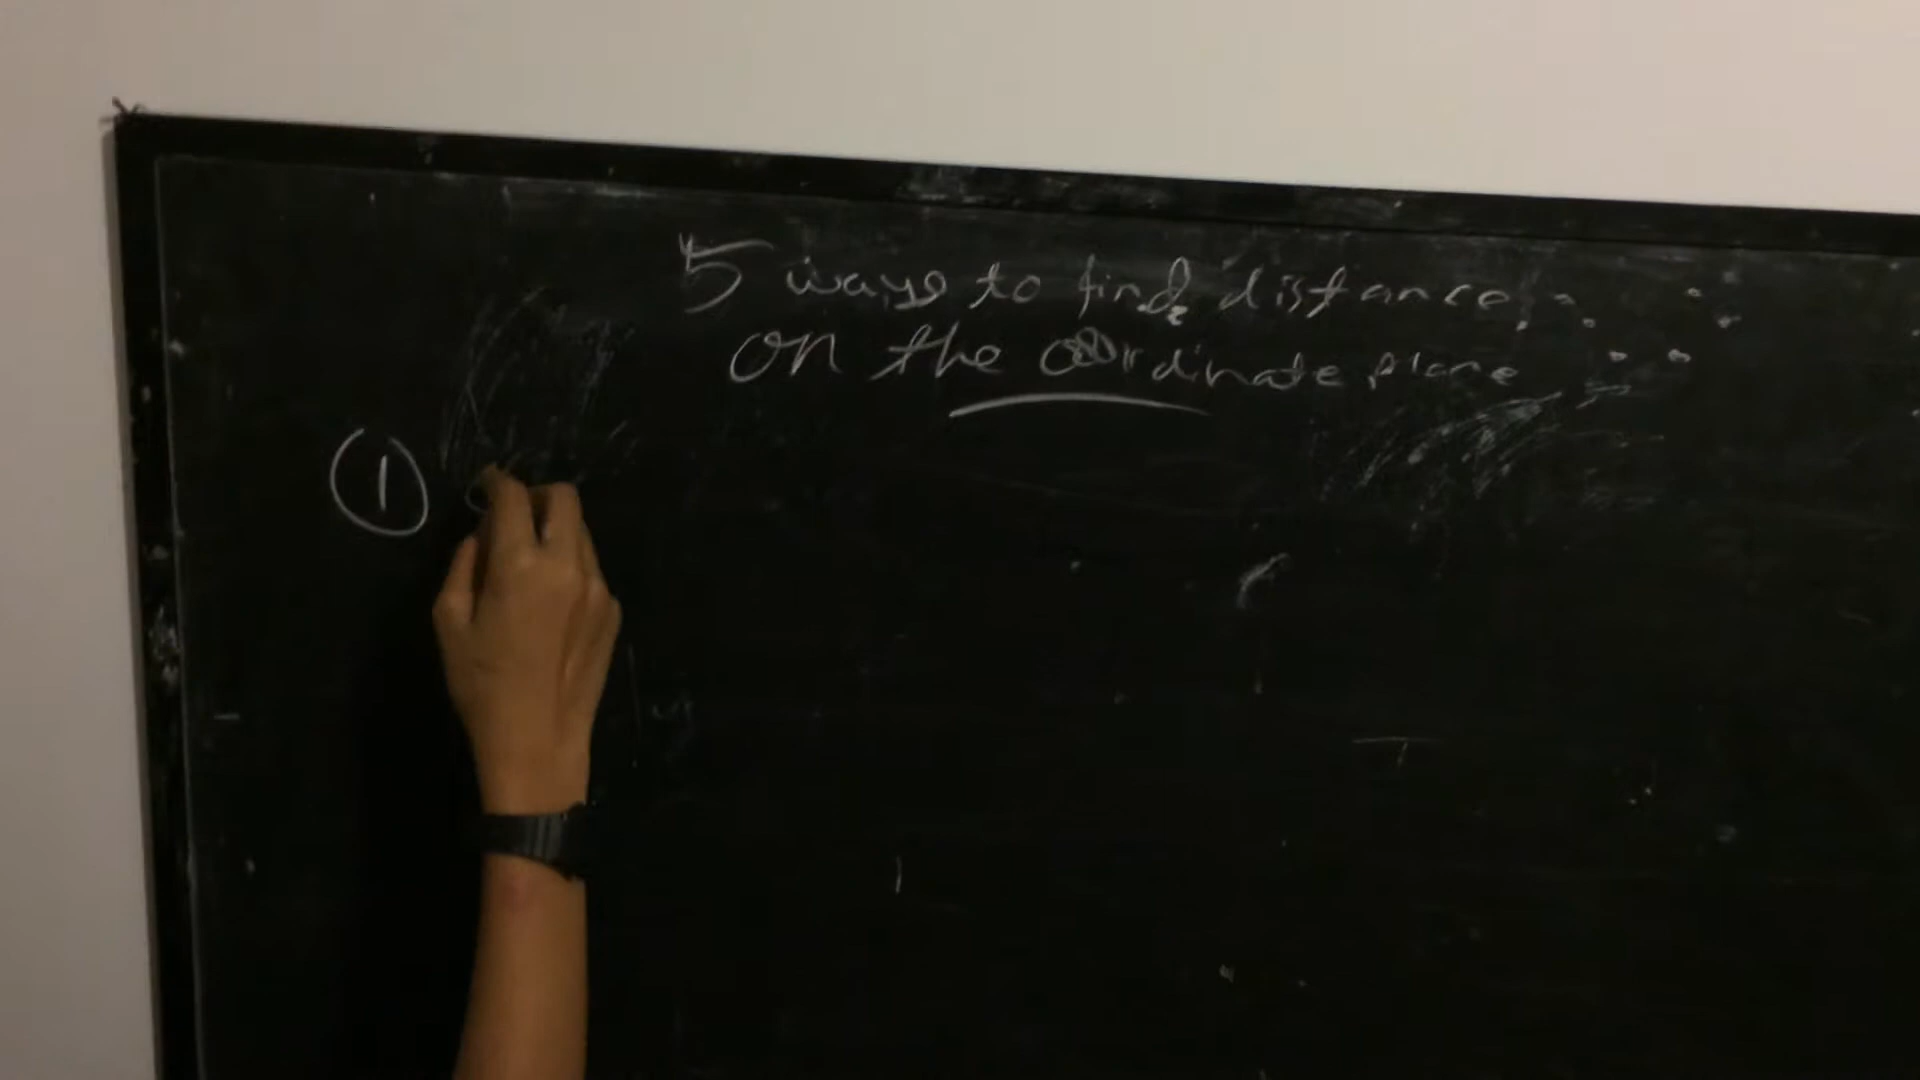 5 ways to find distance
on the coordinate plane
①